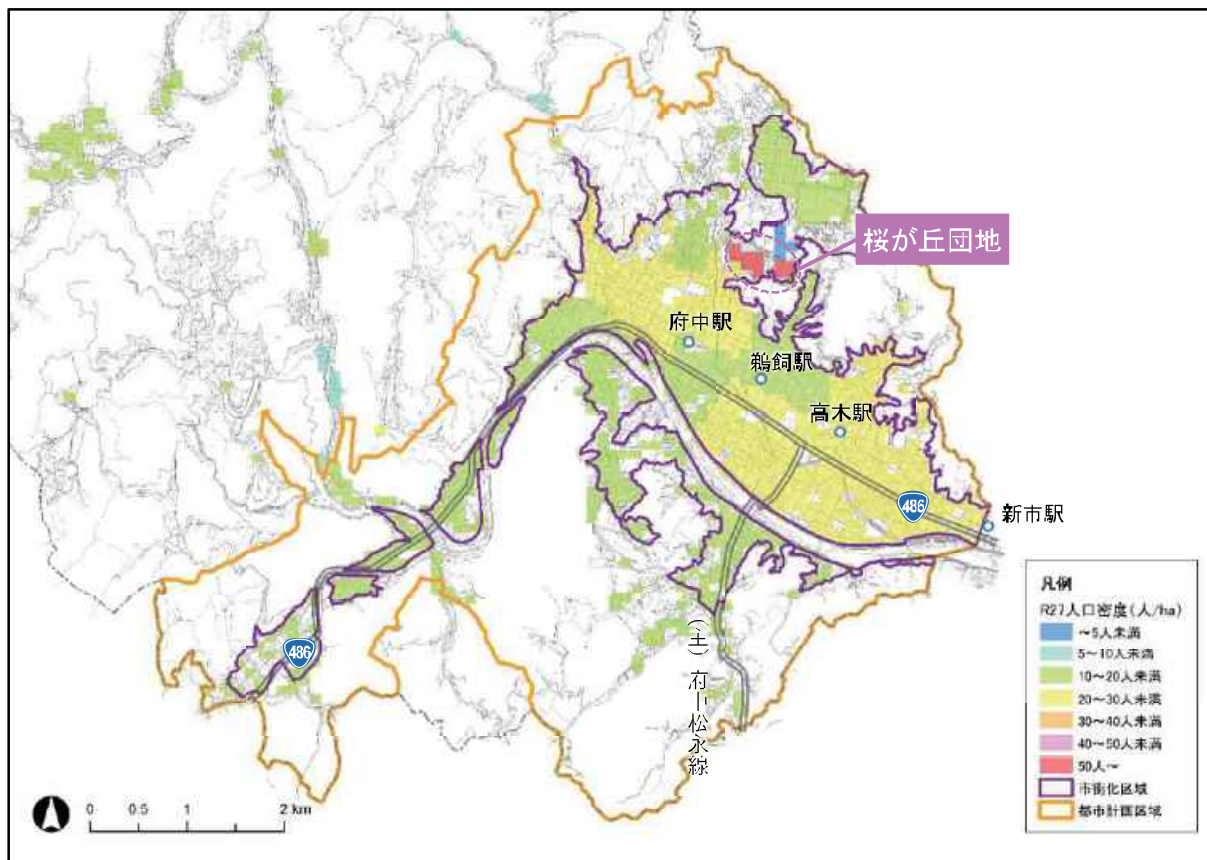 桜が丘団地
府中駅
鵜飼駅
高木駅
486
新市駅
486
(主) 府中松永線
凡例
R27人口密度(人/ha)
～5人未満
5～10人未満
10～20人未満
20～30人未満
30～40人未満
40～50人未満
50人～
市街化区域
都市計画区域
0 0.5 1 2 km